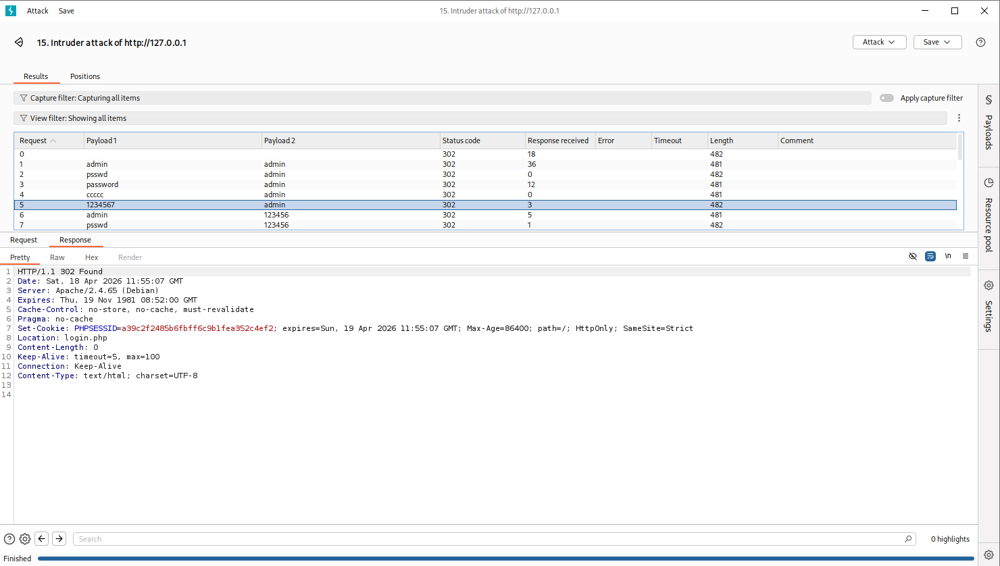 Attack Save 15. Intruder attack of http://127.0.0.1
15. Intruder attack of http://127.0.0.1
Attack Save
Results Positions
Capture filter: Capturing all items Apply capture filter
View filter: Showing all items
Request Payload 1 Payload 2 Status code Response received Error Timeout Length Comment
0 302 18 482
1 admin admin 302 36 481
2 psswd admin 302 0 482
3 password admin 302 12 481
4 ccccc admin 302 0 481
5 1234567 admin 302 3 482
6 admin 123456 302 5 481
7 psswd 123456 302 1 482
Request Response
Pretty Raw Hex Render \n
1 HTTP/1.1 302 Found
2 Date: Sat, 18 Apr 2026 11:55:07 GMT
3 Server: Apache/2.4.65 (Debian)
4 Expires: Thu, 19 Nov 1981 08:52:00 GMT
5 Cache-Control: no-store, no-cache, must-revalidate
6 Pragma: no-cache
7 Set-Cookie: PHPSESSID=a39c2f2485b6fbff6c9b1fea352c4ef2; expires=Sun, 19 Apr 2026 11:55:07 GMT; Max-Age=86400; path=/; HttpOnly; SameSite=Strict
8 Location: login.php
9 Content-Length: 0
10 Keep-Alive: timeout=5, max=100
11 Connection: Keep-Alive
12 Content-Type: text/html; charset=UTF-8
13
14
Search 0 highlights
Finished
Payloads
Resource pool
Settings